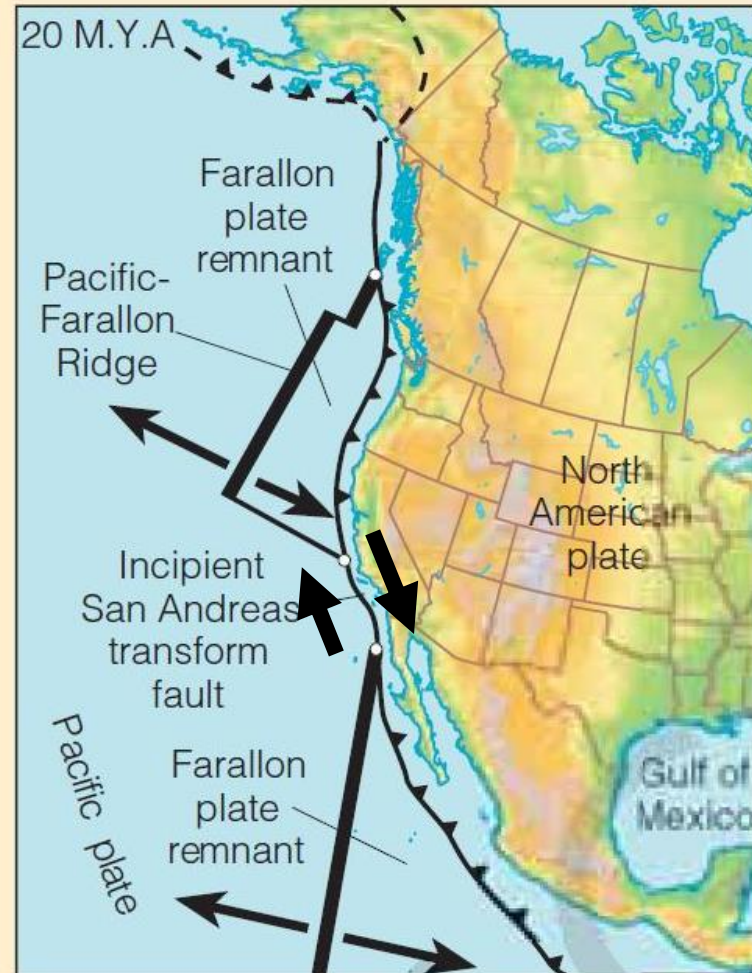 20 M.Y.A
Farallon
plate
remnant
Pacific-
Farallon
Ridge
North
American
plate
Incipient
San Andreas
transform
fault
Pacific plate
Farallon
plate
remnant
Gulf of
Mexico